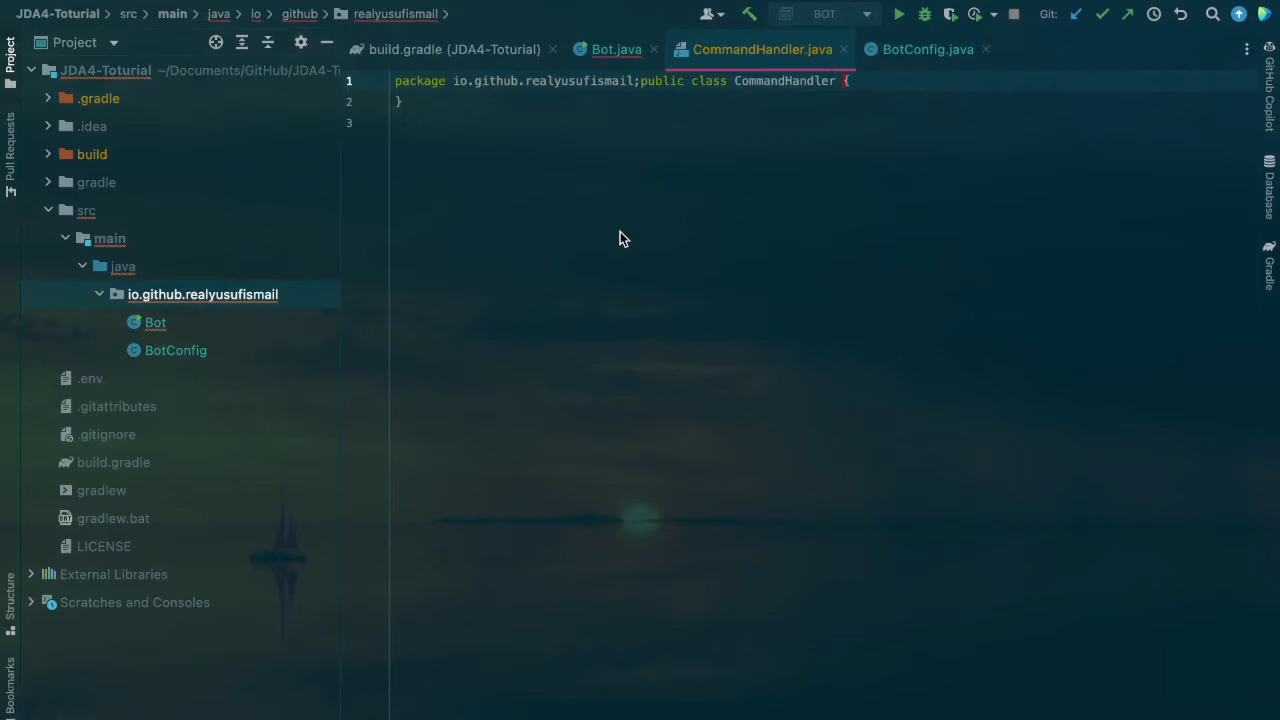 JDA4-Toturial > src > main > java > io > github > realyusufismail >
BOT
Git:
Project
build.gradle (JDA4-Toturial)
Bot.java
CommandHandler.java
BotConfig.java
Project
Pull Requests
Structure
Bookmarks
JDA4-Toturial ~/Documents/GitHub/JDA4-T
.gradle
.idea
build
gradle
src
main
java
io.github.realyusufismail
Bot
BotConfig
.env
.gitattributes
.gitignore
build.gradle
gradlew
gradlew.bat
LICENSE
External Libraries
Scratches and Consoles
1 package io.github.realyusufismail;public class CommandHandler {
2 }
3
GitHub Copilot
Database
Gradle